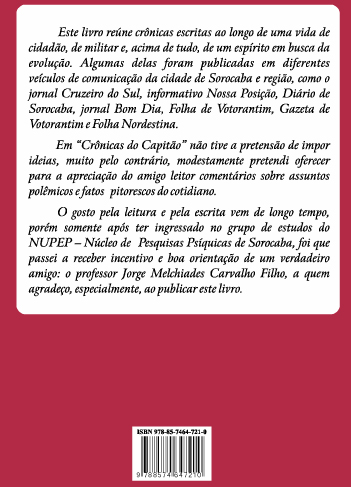 Este livro reúne crônicas escritas ao longo de uma vida de
cidadão, de militar e, acima de tudo, de um espírito em busca da
evolução. Algumas delas foram publicadas em diferentes
veículos de comunicação da cidade de Sorocaba e região, como o
jornal Cruzeiro do Sul, informativo Nossa Posição, Diário de
Sorocaba, jornal Bom Dia, Folha de Votorantim, Gazeta de
Votorantim e Folha Nordestina.
Em “Crônicas do Capitão” não tive a pretensão de impor
ideias, muito pelo contrário, modestamente pretendi oferecer
para a apreciação do amigo leitor comentários sobre assuntos
polêmicos e fatos pitorescos do cotidiano.
O gosto pela leitura e pela escrita vem de longo tempo,
porém somente após ter ingressado no grupo de estudos do
NUPEP – Núcleo de Pesquisas Psíquicas de Sorocaba, foi que
passei a receber incentivo e boa orientação de um verdadeiro
amigo: o professor Jorge Melchiades Carvalho Filho, a quem
agradeço, especialmente, ao publicar este livro.
ISBN 978-85-7464-721-0
9 788574 647210